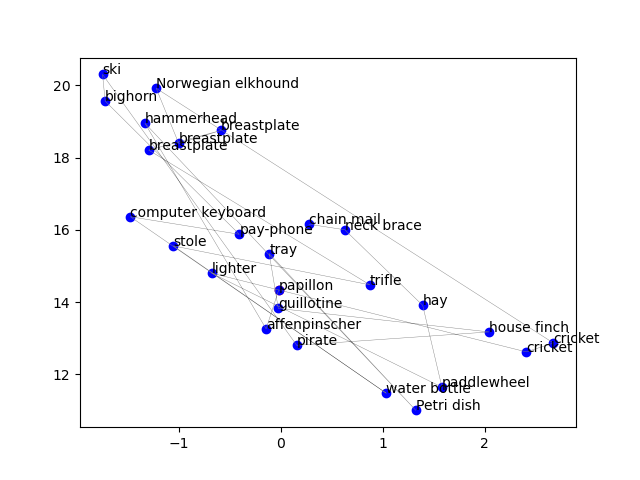 ski
20
Norwegian elkhound
bighorn
hammerhead
breastplate
breastplate
breastplate
18
computer keyboard
chain mail
16
pay-phone
neck brace
stole
tray
lighter
trifle
papillon
14
guillotine
hay
affenpinscher
house finch
pirate
cricket
cricket
12
paddlewheel
water bottle
Petri dish
−1
0
1
2